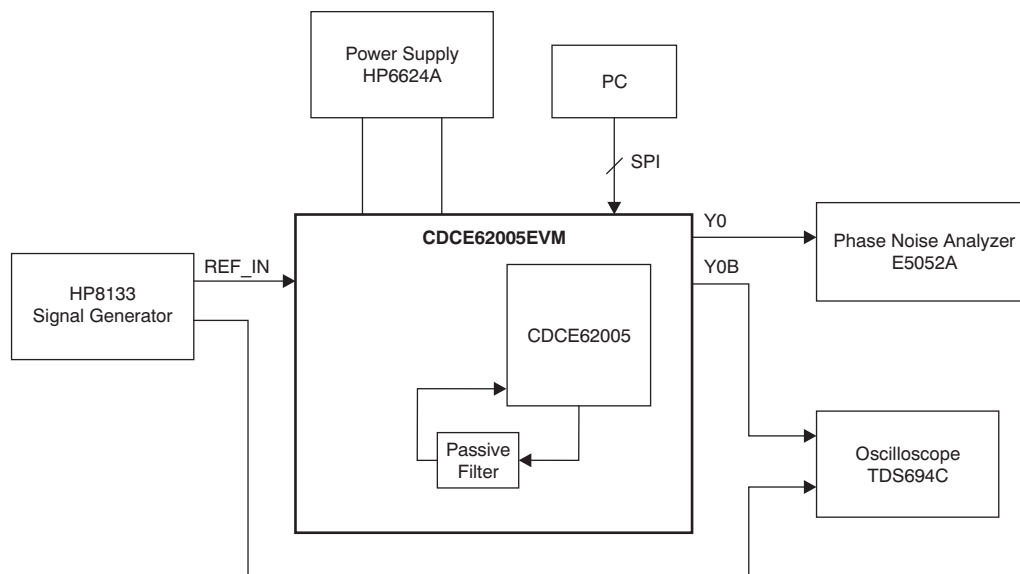 Power Supply
HP6624A
PC
SPI
CDCE62005EVM
Y0
Phase Noise Analyzer
E5052A
REF_IN
Y0B
HP8133
Signal Generator
CDCE62005
Passive
Filter
Oscilloscope
TDS694C